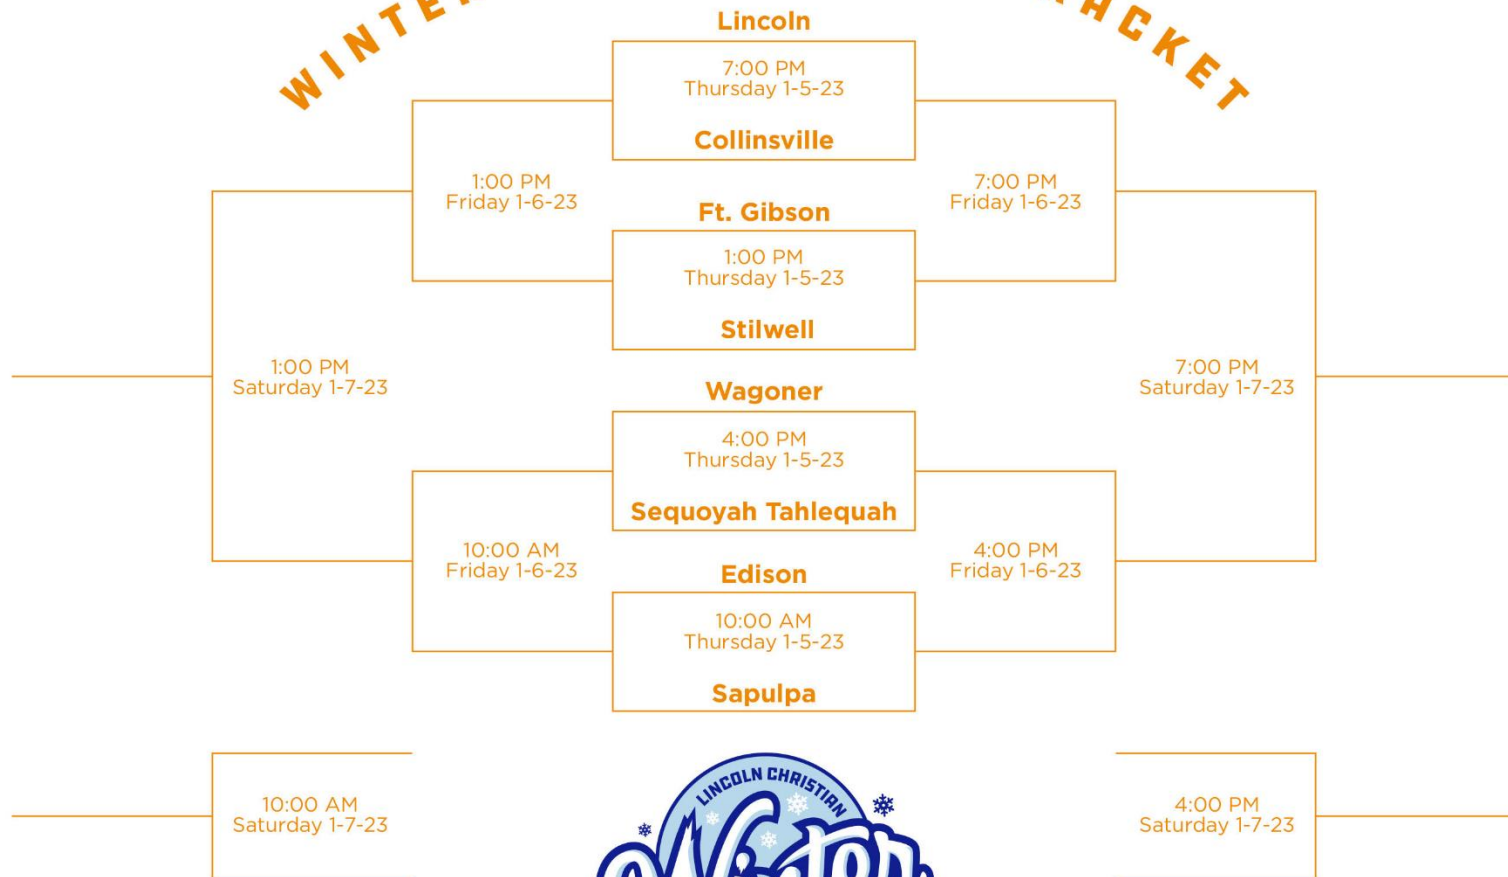 WINTER
BRACKET
Lincoln
7:00 PM
Thursday 1-5-23
Collinsville
1:00 PM
Friday 1-6-23
7:00 PM
Friday 1-6-23
Ft. Gibson
1:00 PM
Thursday 1-5-23
Stilwell
1:00 PM
Saturday 1-7-23
7:00 PM
Saturday 1-7-23
Wagoner
4:00 PM
Thursday 1-5-23
Sequoyah Tahlequah
10:00 AM
Friday 1-6-23
4:00 PM
Friday 1-6-23
Edison
10:00 AM
Thursday 1-5-23
Sapulpa
10:00 AM
Saturday 1-7-23
4:00 PM
Saturday 1-7-23
LINCOLN CHRISTIAN
Winter